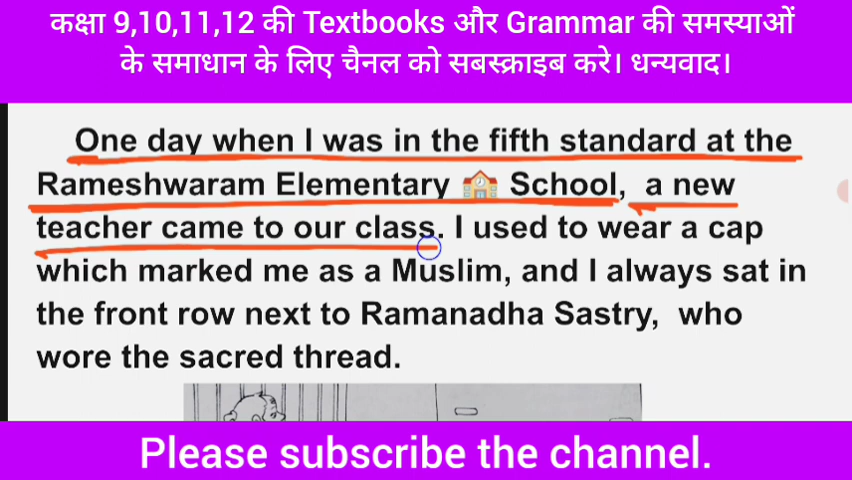 कक्षा 9,10,11,12 की Textbooks और Grammar की समस्याओं
के समाधान के लिए चैनल को सबस्क्राइब करे। धन्यवाद।
One day when I was in the fifth standard at the
Rameshwaram Elementary 🏫 School, a new
teacher came to our class. I used to wear a cap
which marked me as a Muslim, and I always sat in
the front row next to Ramanadha Sastry, who
wore the sacred thread.
Please subscribe the channel.